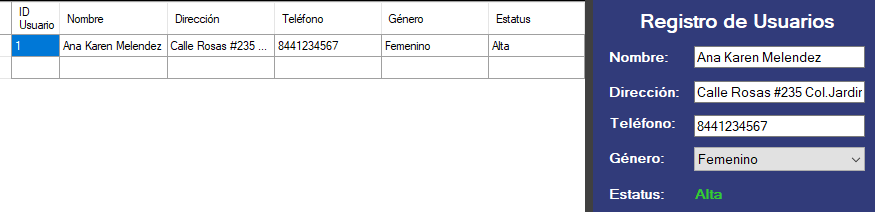 ID Usuario Nombre Dirección Teléfono Género Estatus
1 Ana Karen Melendez Calle Rosas #235 ... 8441234567 Femenino Alta
Registro de Usuarios
Nombre: Ana Karen Melendez
Dirección: Calle Rosas #235 Col.Jardir
Teléfono: 8441234567
Género: Femenino
Estatus: Alta